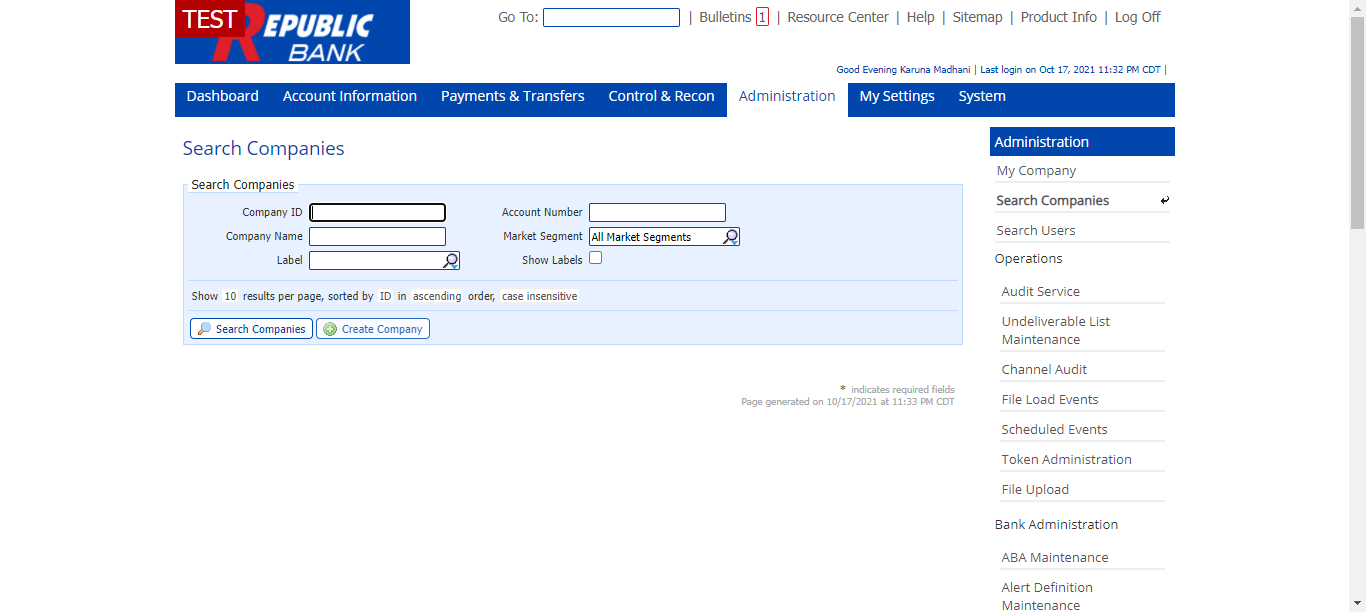 TEST
REPUBLIC
BANK
Go To: | Bulletins 1 | Resource Center | Help | Sitemap | Product Info | Log Off
Good Evening Karuna Madhani | Last login on Oct 17, 2021 11:32 PM CDT |
Dashboard Account Information Payments & Transfers Control & Recon Administration My Settings System
Search Companies
Search Companies
Company ID Account Number
Company Name Market Segment All Market Segments
Label Show Labels
Show 10 results per page, sorted by ID in ascending order, case insensitive
Search Companies Create Company
* indicates required fields
Page generated on 10/17/2021 at 11:33 PM CDT
Administration
My Company
Search Companies
Search Users
Operations
Audit Service
Undeliverable List
Maintenance
Channel Audit
File Load Events
Scheduled Events
Token Administration
File Upload
Bank Administration
ABA Maintenance
Alert Definition
Maintenance